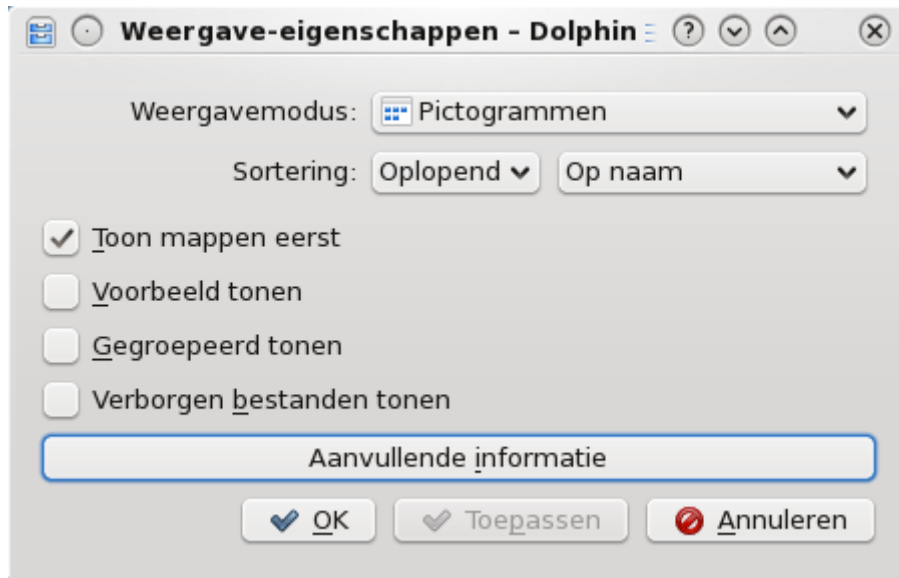 Weergave-eigenschappen – Dolphin
Weergavemodus: Pictogrammen
Sortering: Oplopend Op naam
Toon mappen eerst
Voorbeeld tonen
Gegroepeerd tonen
Verborgen bestanden tonen
Aanvullende informatie
OK Toepassen Annuleren